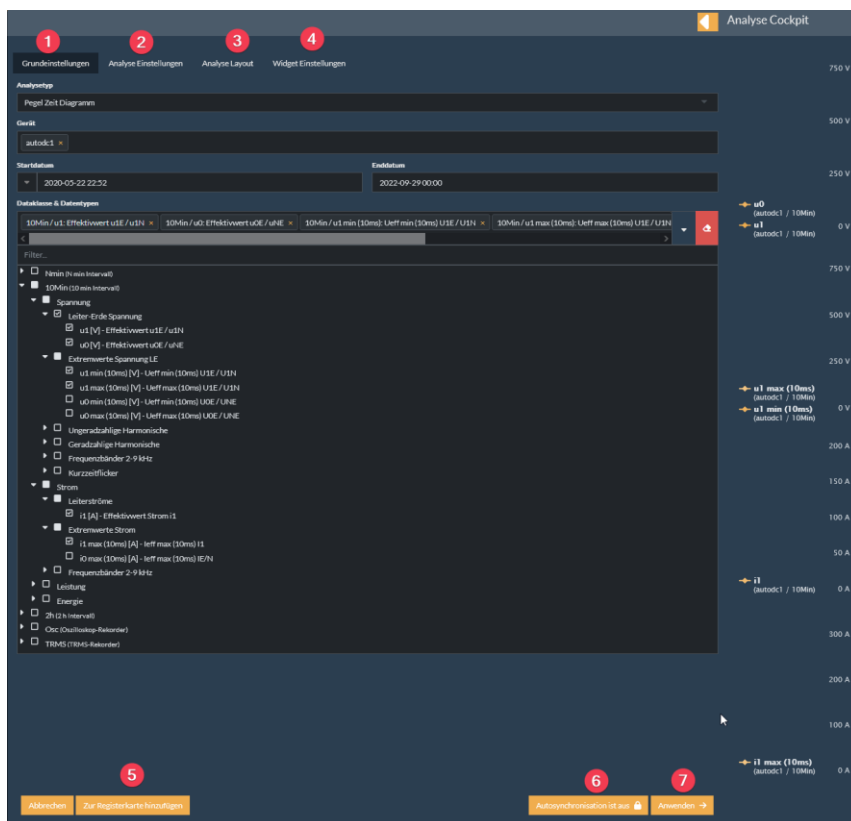 Analyse Cockpit
1
2
3
4
Grundeinstellungen Analyse Einstellungen Analyse Layout Widget Einstellungen
Analysetyp
Pegel Zeit Diagramm
Gerät
autodc1 ×
Startdatum Enddatum
2020-05-22 22:52 2022-09-29 00:00
Dataklasse & Datentypen
10Min / u1: Effektivwert u1E / u1N × 10Min / u0: Effektivwert u0E / uNE × 10Min / u1 min (10ms): Ueff min (10ms) U1E / U1N × 10Min / u1 max (10ms): Ueff max (10ms) U1E / U1N
Filter...
Nmin (N min Intervall)
10Min (10 min Intervall)
Spannung
Leiter-Erde Spannung
u1 [V] - Effektivwert u1E / u1N
u0 [V] - Effektivwert u0E / uNE
Extremwerte Spannung LE
u1 min (10ms) [V] - Ueff min (10ms) U1E / U1N
u1 max (10ms) [V] - Ueff max (10ms) U1E / U1N
u0 min (10ms) [V] - Ueff min (10ms) U0E / UNE
u0 max (10ms) [V] - Ueff max (10ms) U0E / UNE
Ungeradzahlige Harmonische
Geradzahlige Harmonische
Frequenzbänder 2-9 kHz
Kurzzeitflicker
Strom
Leiterströme
i1 [A] - Effektivwert Strom i1
Extremwerte Strom
i1 max (10ms) [A] - Ieff max (10ms) I1
i0 max (10ms) [A] - Ieff max (10ms) IE/N
Frequenzbänder 2-9 kHz
Leistung
Energie
2h (2 h Intervall)
Osc (Oszilloskop-Rekorder)
TRMS (TRMS-Rekorder)
750 V
500 V
250 V
u0
(autodc1 / 10Min)
u1
(autodc1 / 10Min)
0 V
750 V
500 V
250 V
u1 max (10ms)
(autodc1 / 10Min)
u1 min (10ms)
(autodc1 / 10Min)
0 V
200 A
150 A
100 A
50 A
i1
(autodc1 / 10Min)
0 A
300 A
200 A
100 A
i1 max (10ms)
(autodc1 / 10Min)
0 A
5
6
7
Abbrechen Zur Registerkarte hinzufügen Autosynchronisation ist aus Anwenden →